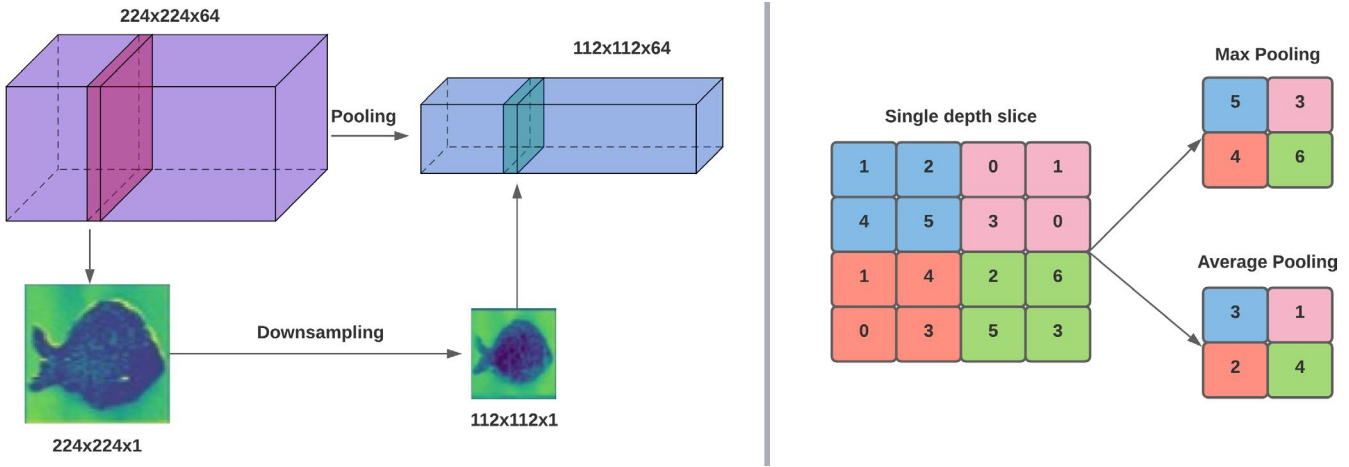 224x224x64
112x112x64
Pooling
Downsampling
224x224x1
112x112x1
Single depth slice
1 2 0 1
4 5 3 0
1 4 2 6
0 3 5 3
Max Pooling
5 3
4 6
Average Pooling
3 1
2 4